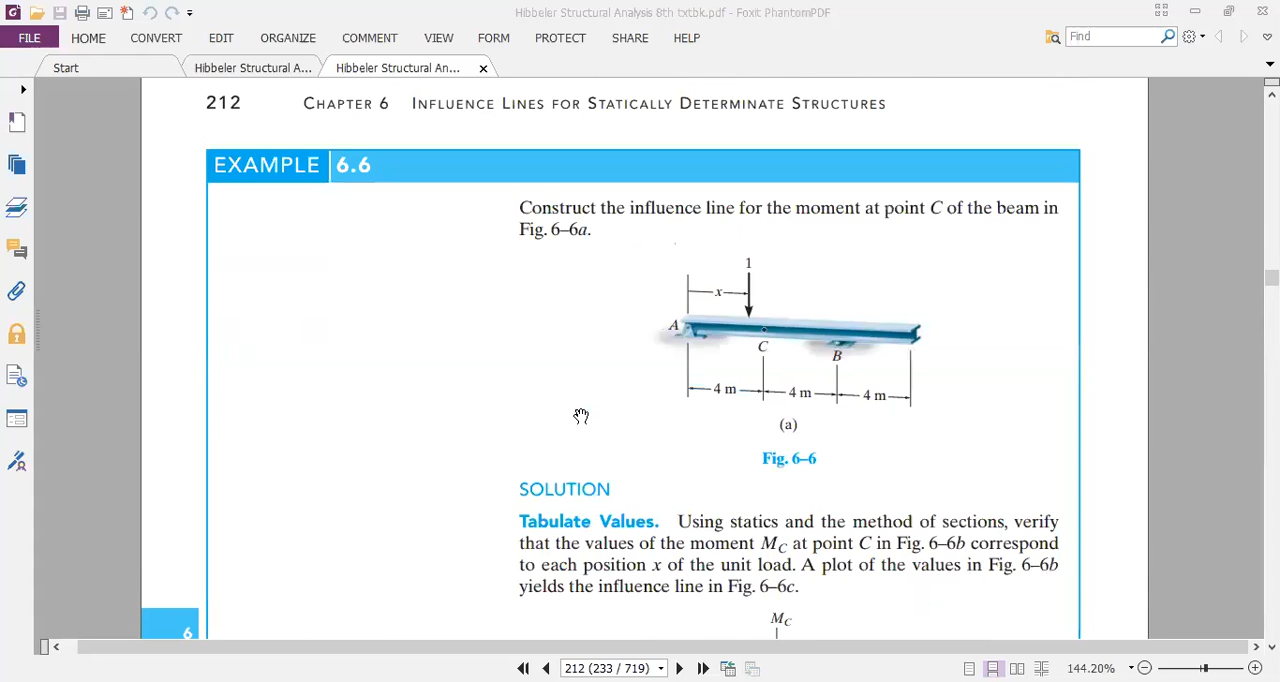 Hibbeler Structural Analysis 8th txtbk.pdf - Foxit PhantomPDF
FILE HOME CONVERT EDIT ORGANIZE COMMENT VIEW FORM PROTECT SHARE HELP Find
Start Hibbeler Structural A... Hibbeler Structural An...
212 CHAPTER 6 INFLUENCE LINES FOR STATICALLY DETERMINATE STRUCTURES
EXAMPLE 6.6
Construct the influence line for the moment at point C of the beam in
Fig. 6–6a.
1
x
A
C
B
4 m 4 m 4 m
(a)
Fig. 6–6
SOLUTION
Tabulate Values. Using statics and the method of sections, verify
that the values of the moment MC at point C in Fig. 6–6b correspond
to each position x of the unit load. A plot of the values in Fig. 6–6b
yields the influence line in Fig. 6–6c.
MC
6
212 (233 / 719) 144.20%